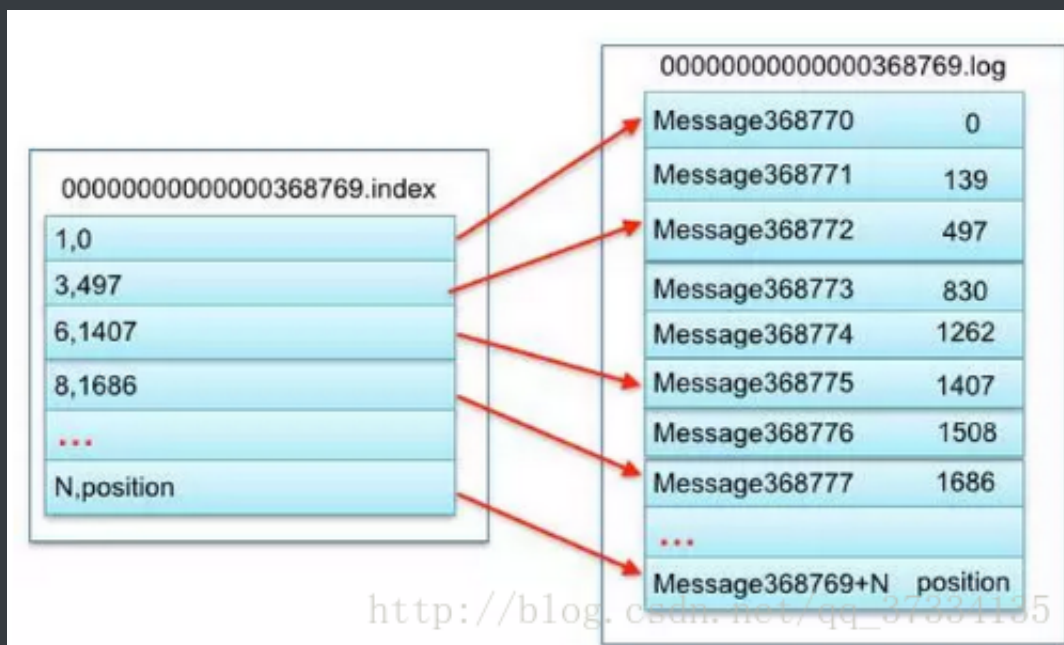 00000000000000368769.index
1,0
3,497
6,1407
8,1686
...
N,position
00000000000000368769.log
Message368770 0
Message368771 139
Message368772 497
Message368773 830
Message368774 1262
Message368775 1407
Message368776 1508
Message368777 1686
...
Message368769+N position
http://blog.csdn.net/qq_37334135